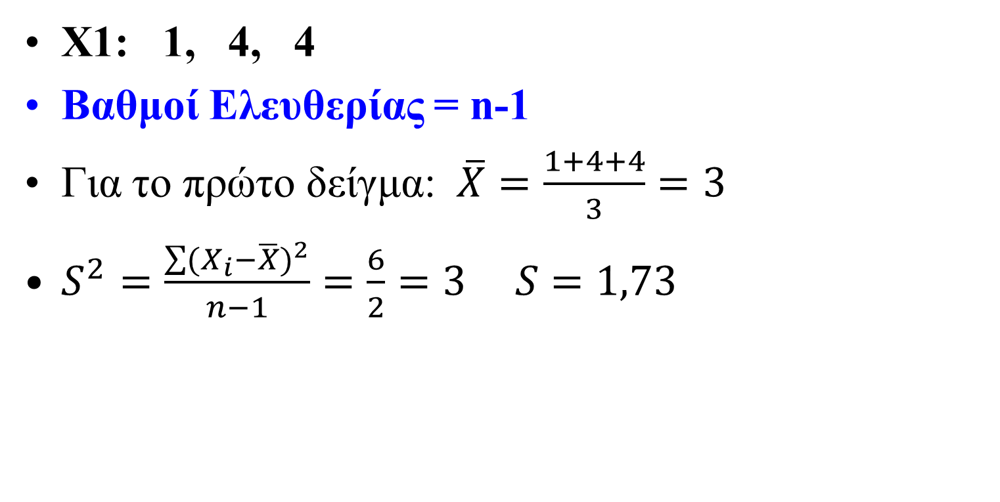 • X1: 1, 4, 4
• Βαθμοί Ελευθερίας = n-1
• Για το πρώτο δείγμα: X̅ = (1+4+4)/3 = 3
• S² = ∑(Xᵢ−X̅)²/(n−1) = 6/2 = 3 S = 1,73